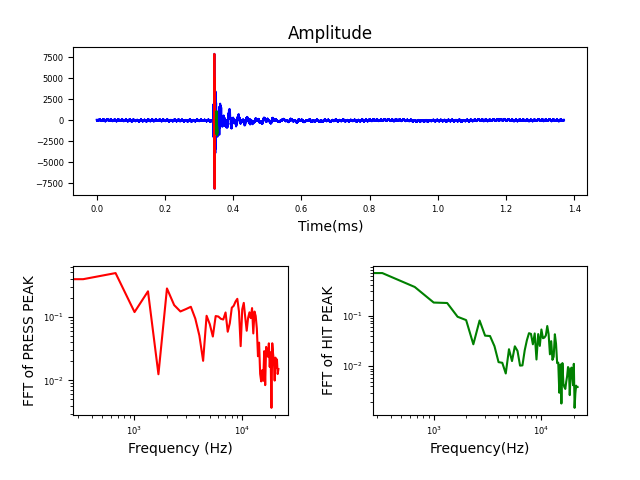 Amplitude
7500
5000
2500
0
−2500
−5000
−7500
0.0 0.2 0.4 0.6 0.8 1.0 1.2 1.4
Time(ms)
FFT of PRESS PEAK
10⁻¹
10⁻²
10³ 10⁴
Frequency (Hz)
FFT of HIT PEAK
10⁻¹
10⁻²
10³ 10⁴
Frequency(Hz)